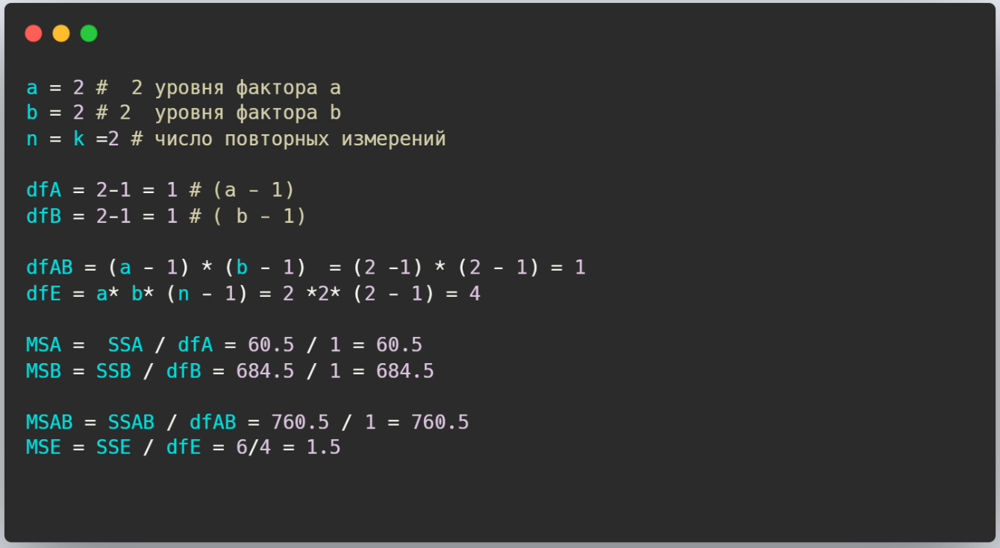 a = 2 #  2 уровня фактора a
b = 2 # 2  уровня фактора b
n = k =2 # число повторных измерений
dfA = 2-1 = 1 # (a - 1)
dfB = 2-1 = 1 # ( b - 1)
dfAB = (a - 1) * (b - 1)  = (2 -1) * (2 - 1) = 1
dfE = a* b* (n - 1) = 2 *2* (2 - 1) = 4
MSA =  SSA / dfA = 60.5 / 1 = 60.5
MSB = SSB / dfB = 684.5 / 1 = 684.5
MSAB = SSAB / dfAB = 760.5 / 1 = 760.5
MSE = SSE / dfE = 6/4 = 1.5